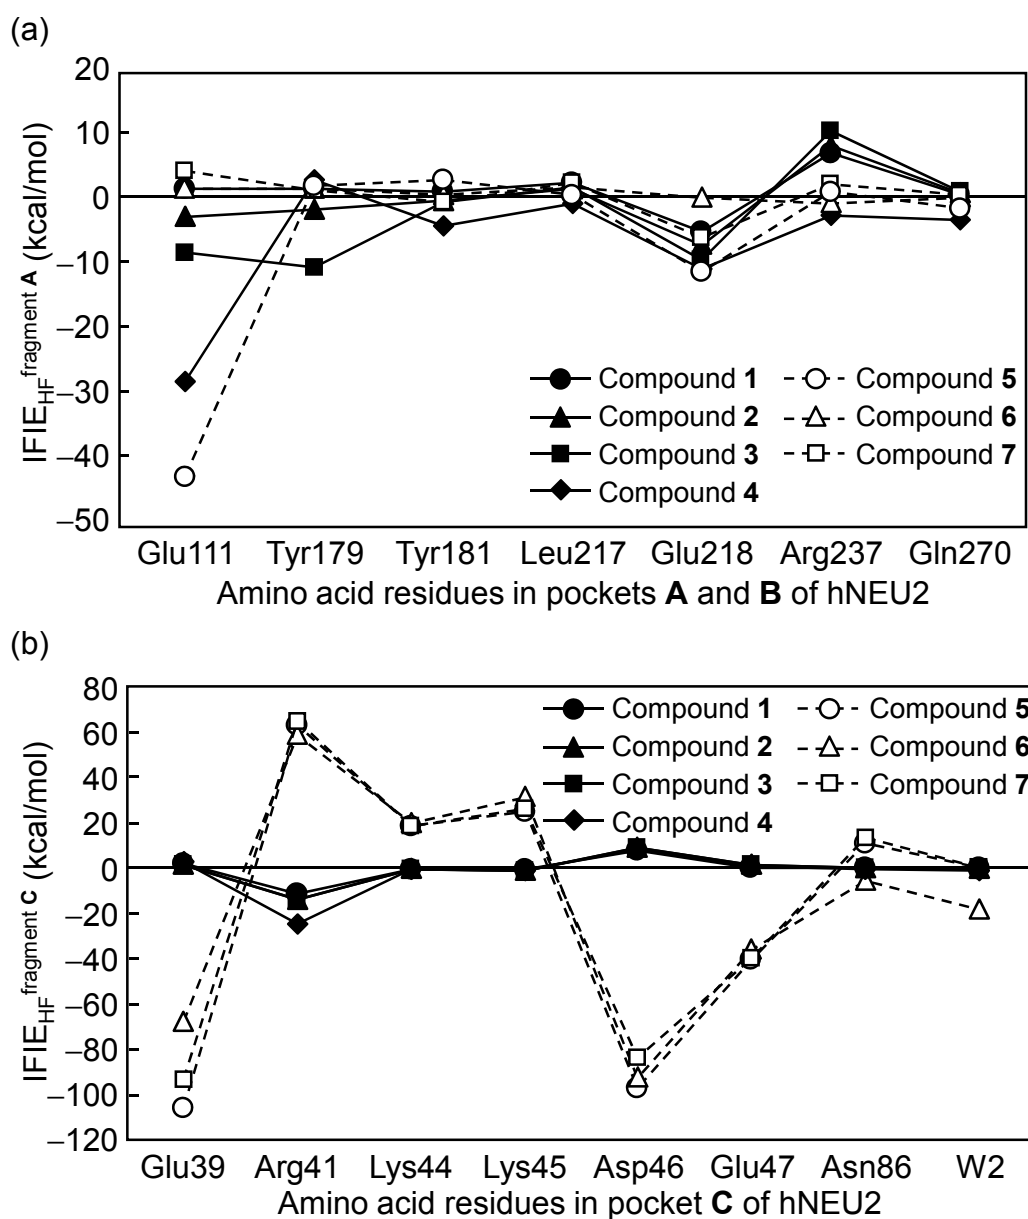 (a)
IFIE_HF^fragment A (kcal/mol)
20
10
0
−10
−20
−30
−40
−50
Compound 1
Compound 2
Compound 3
Compound 4
Compound 5
Compound 6
Compound 7
Glu111 Tyr179 Tyr181 Leu217 Glu218 Arg237 Gln270
Amino acid residues in pockets A and B of hNEU2
(b)
IFIE_HF^fragment C (kcal/mol)
80
60
40
20
0
−20
−40
−60
−80
−100
−120
Compound 1
Compound 2
Compound 3
Compound 4
Compound 5
Compound 6
Compound 7
Glu39 Arg41 Lys44 Lys45 Asp46 Glu47 Asn86 W2
Amino acid residues in pocket C of hNEU2